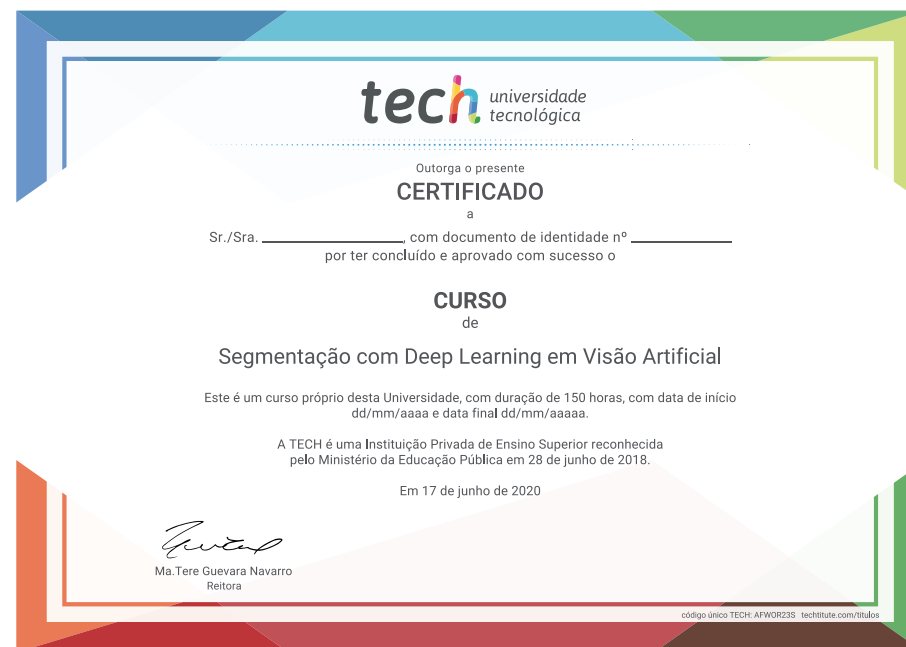 tech universidade
tecnológica
Outorga o presente
CERTIFICADO
a
Sr./Sra. ____________, com documento de identidade nº ____________
por ter concluído e aprovado com sucesso o
CURSO
de
Segmentação com Deep Learning em Visão Artificial
Este é um curso próprio desta Universidade, com duração de 150 horas, com data de início
dd/mm/aaaa e data final dd/mm/aaaaa.
A TECH é uma Instituição Privada de Ensino Superior reconhecida
pelo Ministério da Educação Pública em 28 de junho de 2018.
Em 17 de junho de 2020
Ma.Tere Guevara Navarro
Reitora
código único TECH: AFWOR23S techtitute.com/titulos